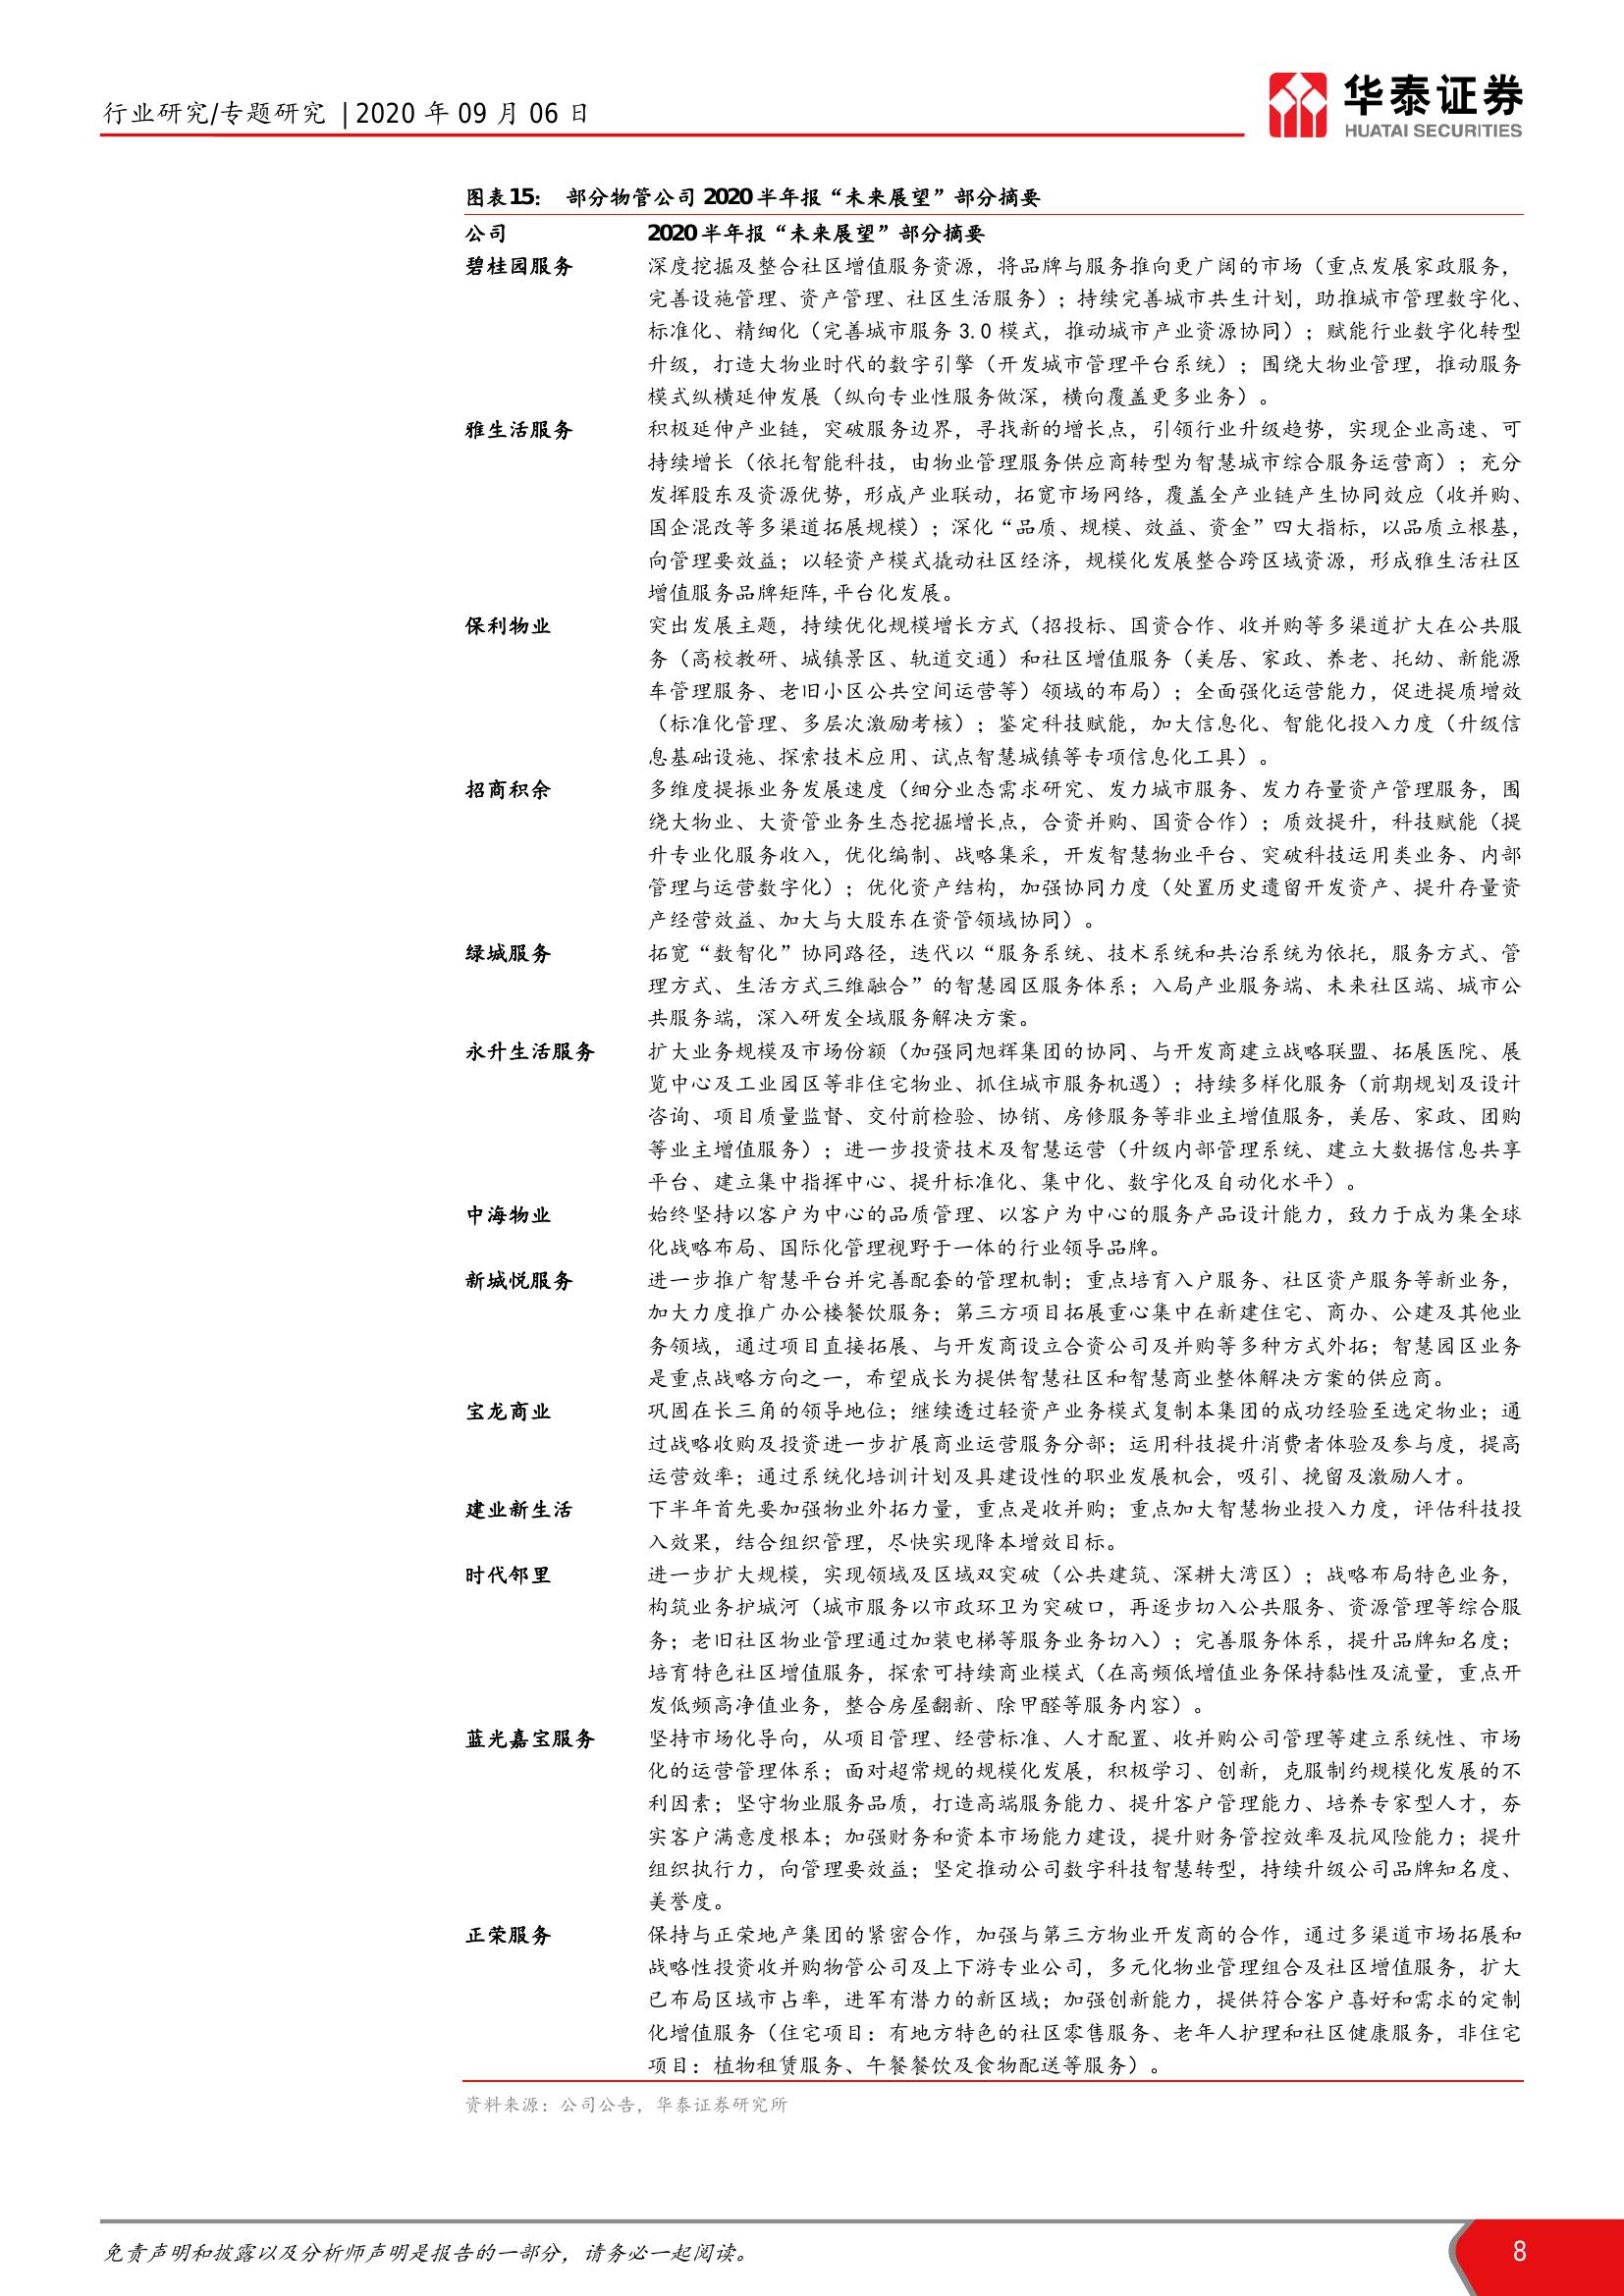 行业研究/专题研究 | 2020 年 09 月 06 日
华泰证券
HUATAI SECURITIES
图表15： 部分物管公司 2020 半年报“未来展望”部分摘要
公司 2020 半年报“未来展望”部分摘要
碧桂园服务 深度挖掘及整合社区增值服务资源，将品牌与服务推向更广阔的市场（重点发展家政服务，
完善设施管理、资产管理、社区生活服务）；持续完善城市共生计划，助推城市管理数字化、
标准化、精细化（完善城市服务 3.0 模式，推动城市产业资源协同）；赋能行业数字化转型
升级，打造大物业时代的数字引擎（开发城市管理平台系统）；围绕大物业管理，推动服务
模式纵横延伸发展（纵向专业性服务做深，横向覆盖更多业务）。
雅生活服务 积极延伸产业链，突破服务边界，寻找新的增长点，引领行业升级趋势，实现企业高速、可
持续增长（依托智能科技，由物业管理服务供应商转型为智慧城市综合服务运营商）；充分
发挥股东及资源优势，形成产业联动，拓宽市场网络，覆盖全产业链产生协同效应（收并购、
国企混改等多渠道拓展规模）；深化“品质、规模、效益、资金”四大指标，以品质立根基，
向管理要效益；以轻资产模式撬动社区经济，规模化发展整合跨区域资源，形成雅生活社区
增值服务品牌矩阵,平台化发展。
保利物业 突出发展主题，持续优化规模增长方式（招投标、国资合作、收并购等多渠道扩大在公共服
务（高校教研、城镇景区、轨道交通）和社区增值服务（美居、家政、养老、托幼、新能源
车管理服务、老旧小区公共空间运营等）领域的布局）；全面强化运营能力，促进提质增效
（标准化管理、多层次激励考核）；鉴定科技赋能，加大信息化、智能化投入力度（升级信
息基础设施、探索技术应用、试点智慧城镇等专项信息化工具）。
招商积余 多维度提振业务发展速度（细分业态需求研究、发力城市服务、发力存量资产管理服务，围
绕大物业、大资管业务生态挖掘增长点，合资并购、国资合作）；质效提升，科技赋能（提
升专业化服务收入，优化编制、战略集采，开发智慧物业平台、突破科技运用类业务、内部
管理与运营数字化）；优化资产结构，加强协同力度（处置历史遗留开发资产、提升存量资
产经营效益、加大与大股东在资管领域协同）。
绿城服务 拓宽“数智化”协同路径，迭代以“服务系统、技术系统和共治系统为依托，服务方式、管
理方式、生活方式三维融合”的智慧园区服务体系；入局产业服务端、未来社区端、城市公
共服务端，深入研发全域服务解决方案。
永升生活服务 扩大业务规模及市场份额（加强同旭辉集团的协同、与开发商建立战略联盟、拓展医院、展
览中心及工业园区等非住宅物业、抓住城市服务机遇）；持续多样化服务（前期规划及设计
咨询、项目质量监督、交付前检验、协销、房修服务等非业主增值服务，美居、家政、团购
等业主增值服务）；进一步投资技术及智慧运营（升级内部管理系统、建立大数据信息共享
平台、建立集中指挥中心、提升标准化、集中化、数字化及自动化水平）。
中海物业 始终坚持以客户为中心的品质管理、以客户为中心的服务产品设计能力，致力于成为集全球
化战略布局、国际化管理视野于一体的行业领导品牌。
新城悦服务 进一步推广智慧平台并完善配套的管理机制；重点培育入户服务、社区资产服务等新业务，
加大力度推广办公楼餐饮服务；第三方项目拓展重心集中在新建住宅、商办、公建及其他业
务领域，通过项目直接拓展、与开发商设立合资公司及并购等多种方式外拓；智慧园区业务
是重点战略方向之一，希望成长为提供智慧社区和智慧商业整体解决方案的供应商。
宝龙商业 巩固在长三角的领导地位；继续透过轻资产业务模式复制本集团的成功经验至选定物业；通
过战略收购及投资进一步扩展商业运营服务分部；运用科技提升消费者体验及参与度，提高
运营效率；通过系统化培训计划及具建设性的职业发展机会，吸引、挽留及激励人才。
建业新生活 下半年首先要加强物业外拓力量，重点是收并购；重点加大智慧物业投入力度，评估科技投
入效果，结合组织管理，尽快实现降本增效目标。
时代邻里 进一步扩大规模，实现领域及区域双突破（公共建筑、深耕大湾区）；战略布局特色业务，
构筑业务护城河（城市服务以市政环卫为突破口，再逐步切入公共服务、资源管理等综合服
务；老旧社区物业管理通过加装电梯等服务业务切入）；完善服务体系，提升品牌知名度；
培育特色社区增值服务，探索可持续商业模式（在高频低增值业务保持黏性及流量，重点开
发低频高净值业务，整合房屋翻新、除甲醛等服务内容）。
蓝光嘉宝服务 坚持市场化导向，从项目管理、经营标准、人才配置、收并购公司管理等建立系统性、市场
化的运营管理体系；面对超常规的规模化发展，积极学习、创新，克服制约规模化发展的不
利因素；坚守物业服务品质，打造高端服务能力、提升客户管理能力、培养专家型人才，夯
实客户满意度根本；加强财务和资本市场能力建设，提升财务管控效率及抗风险能力；提升
组织执行力，向管理要效益；坚定推动公司数字科技智慧转型，持续升级公司品牌知名度、
美誉度。
正荣服务 保持与正荣地产集团的紧密合作，加强与第三方物业开发商的合作，通过多渠道市场拓展和
战略性投资收并购物管公司及上下游专业公司，多元化物业管理组合及社区增值服务，扩大
已布局区域市占率，进军有潜力的新区域；加强创新能力，提供符合客户喜好和需求的定制
化增值服务（住宅项目：有地方特色的社区零售服务、老年人护理和社区健康服务，非住宅
项目：植物租赁服务、午餐餐饮及食物配送等服务）。
资料来源：公司公告，华泰证券研究所
免责声明和披露以及分析师声明是报告的一部分，请务必一起阅读。 8